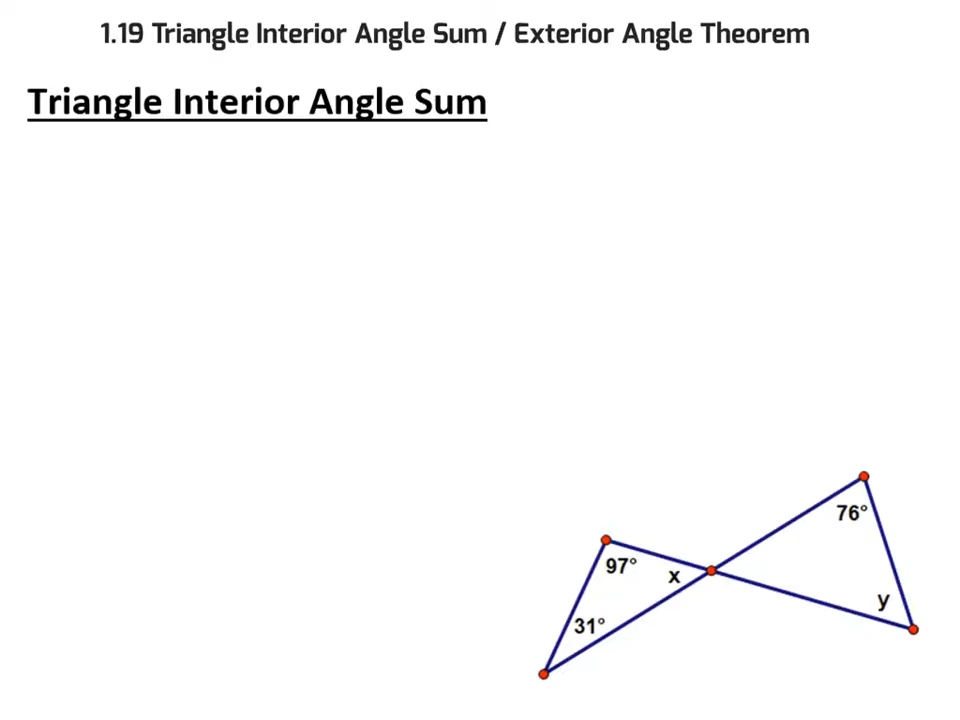 1.19 Triangle Interior Angle Sum / Exterior Angle Theorem
Triangle Interior Angle Sum
76°
97°
x
y
31°